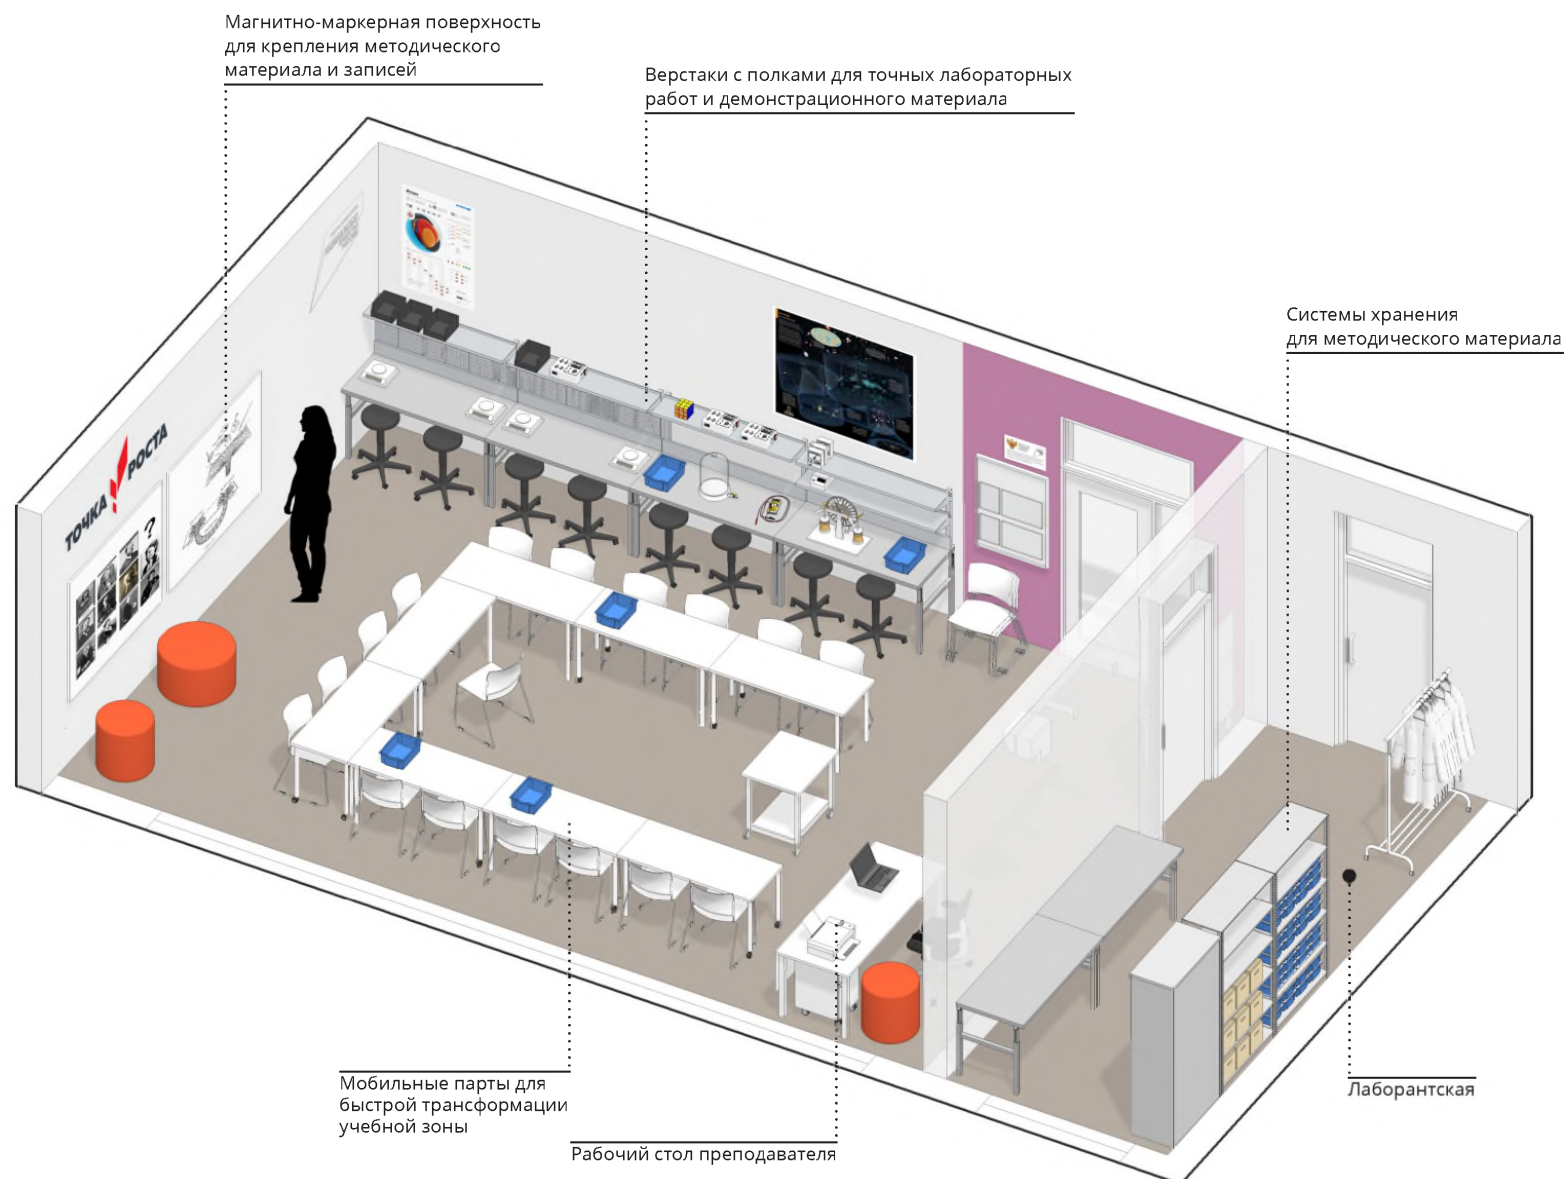 Магнитно-маркерная поверхность
для крепления методического
материала и записей
Верстаки с полками для точных лабораторных
работ и демонстрационного материала
Системы хранения
для методического материала
ТОЧКА РОСТА
?
Мобильные парты для
быстрой трансформации
учебной зоны
Рабочий стол преподавателя
Лаборантская